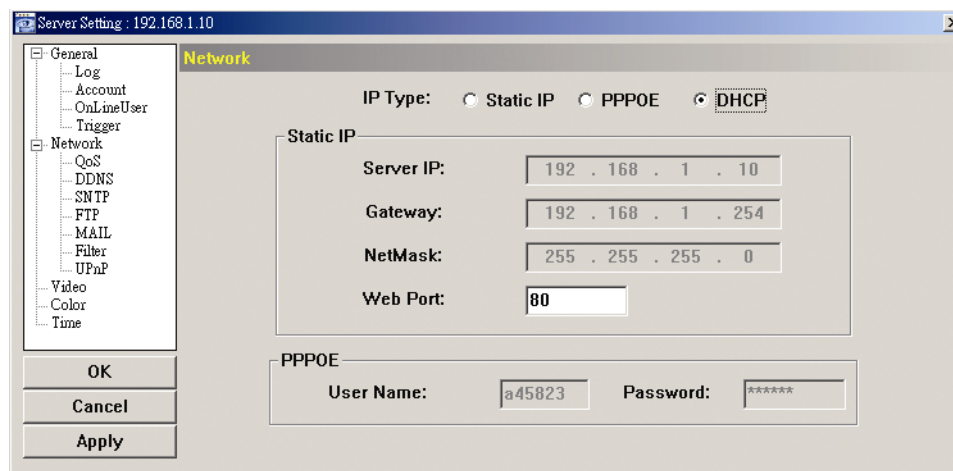 Server Setting : 192.168.1.10
General
Log
Account
OnLineUser
Trigger
Network
QoS
DDNS
SNTP
FTP
MAIL
Filter
UPnP
Video
Color
Time
OK
Cancel
Apply
Network
IP Type: Static IP PPPOE DHCP
Static IP
Server IP: 192 . 168 . 1 . 10
Gateway: 192 . 168 . 1 . 254
NetMask: 255 . 255 . 255 . 0
Web Port: 80
PPPOE
User Name: a45823 Password: ******